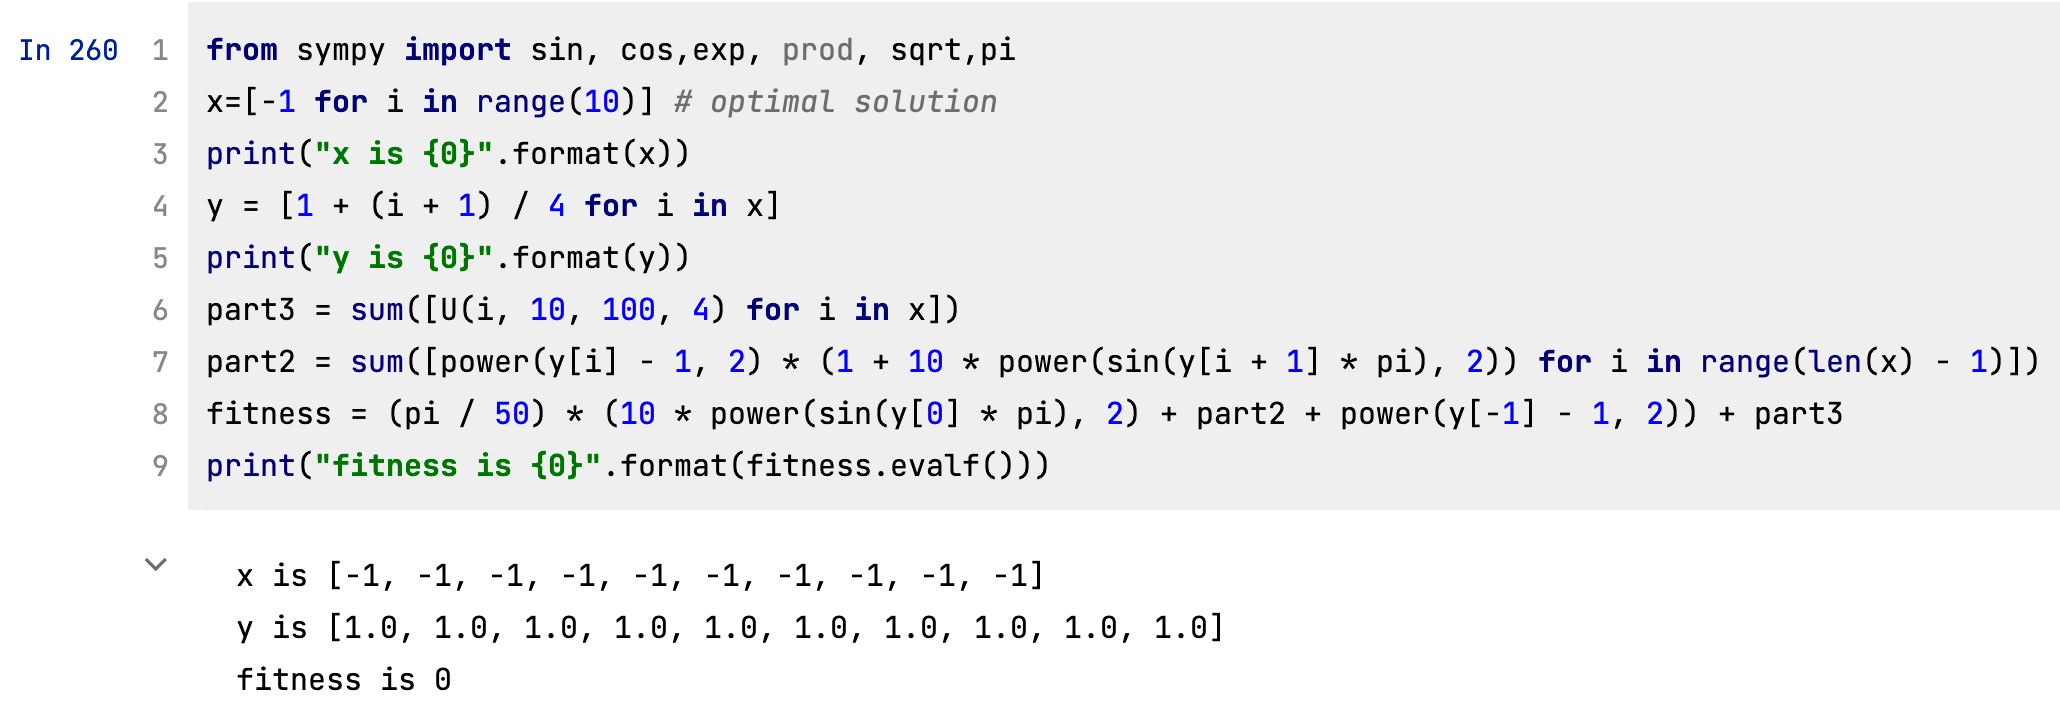 In 260 1 from sympy import sin, cos,exp, prod, sqrt,pi
2 x=[-1 for i in range(10)] # optimal solution
3 print("x is {0}".format(x))
4 y = [1 + (i + 1) / 4 for i in x]
5 print("y is {0}".format(y))
6 part3 = sum([U(i, 10, 100, 4) for i in x])
7 part2 = sum([power(y[i] - 1, 2) * (1 + 10 * power(sin(y[i + 1] * pi), 2)) for i in range(len(x) - 1)])
8 fitness = (pi / 50) * (10 * power(sin(y[0] * pi), 2) + part2 + power(y[-1] - 1, 2)) + part3
9 print("fitness is {0}".format(fitness.evalf()))
x is [-1, -1, -1, -1, -1, -1, -1, -1, -1, -1]
y is [1.0, 1.0, 1.0, 1.0, 1.0, 1.0, 1.0, 1.0, 1.0, 1.0]
fitness is 0